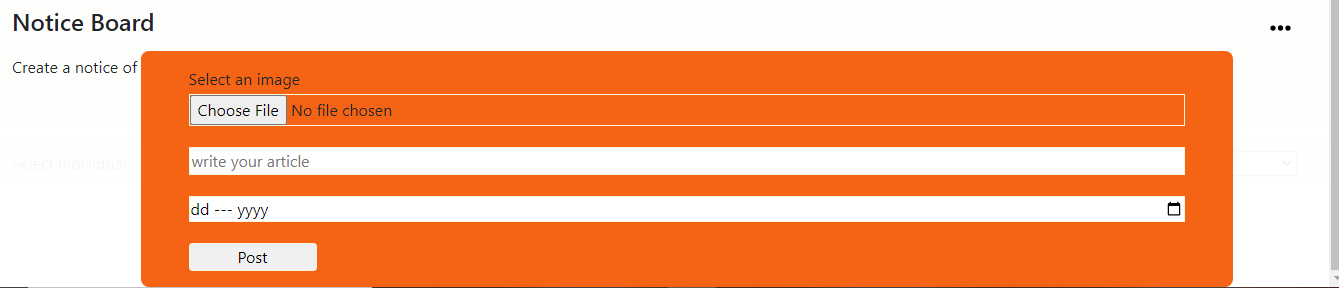 Notice Board
Create a notice of
Select an image
Choose File No file chosen
write your article
Select Individual
dd --- yyyy
Post